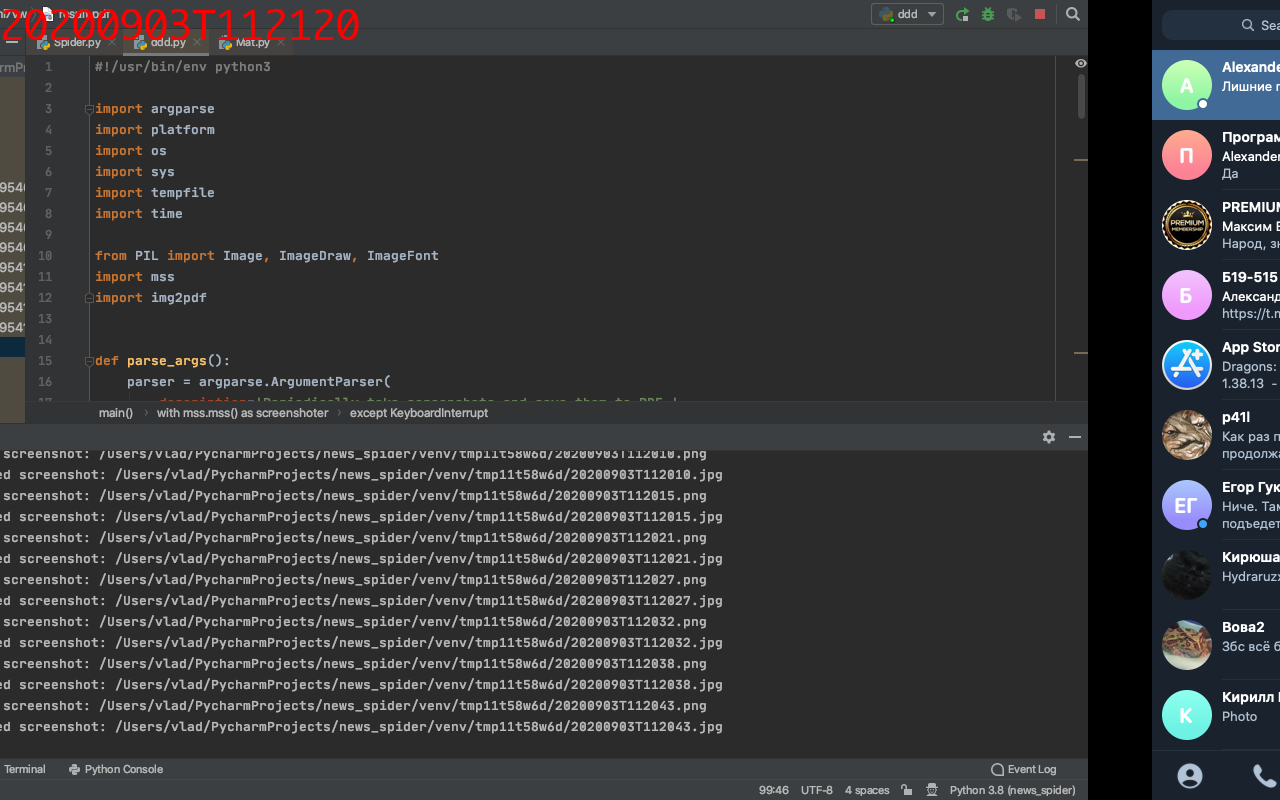 20200903T112120
ddd
Spider.py
ddd.py
Mat.py
1 #!/usr/bin/env python3
2
3 import argparse
4 import platform
5 import os
6 import sys
7 import tempfile
8 import time
9
10 from PIL import Image, ImageDraw, ImageFont
11 import mss
12 import img2pdf
13
14
15 def parse_args():
16 parser = argparse.ArgumentParser(
main() › with mss.mss() as screenshoter › except KeyboardInterrupt
screenshot: /Users/vlad/PycharmProjects/news_spider/venv/tmp11t58w6d/20200903T112010.png
ed screenshot: /Users/vlad/PycharmProjects/news_spider/venv/tmp11t58w6d/20200903T112010.jpg
screenshot: /Users/vlad/PycharmProjects/news_spider/venv/tmp11t58w6d/20200903T112015.png
ed screenshot: /Users/vlad/PycharmProjects/news_spider/venv/tmp11t58w6d/20200903T112015.jpg
screenshot: /Users/vlad/PycharmProjects/news_spider/venv/tmp11t58w6d/20200903T112021.png
ed screenshot: /Users/vlad/PycharmProjects/news_spider/venv/tmp11t58w6d/20200903T112021.jpg
screenshot: /Users/vlad/PycharmProjects/news_spider/venv/tmp11t58w6d/20200903T112027.png
ed screenshot: /Users/vlad/PycharmProjects/news_spider/venv/tmp11t58w6d/20200903T112027.jpg
screenshot: /Users/vlad/PycharmProjects/news_spider/venv/tmp11t58w6d/20200903T112032.png
ed screenshot: /Users/vlad/PycharmProjects/news_spider/venv/tmp11t58w6d/20200903T112032.jpg
screenshot: /Users/vlad/PycharmProjects/news_spider/venv/tmp11t58w6d/20200903T112038.png
ed screenshot: /Users/vlad/PycharmProjects/news_spider/venv/tmp11t58w6d/20200903T112038.jpg
screenshot: /Users/vlad/PycharmProjects/news_spider/venv/tmp11t58w6d/20200903T112043.png
ed screenshot: /Users/vlad/PycharmProjects/news_spider/venv/tmp11t58w6d/20200903T112043.jpg
Terminal
Python Console
Event Log
99:46 UTF-8 4 spaces Python 3.8 (news_spider)
Sea
A
Alexande
Лишние п
П
Програм
Alexander
Да
PREMIUM
MEMBERSHIP
PREMIUM
Максим Е
Народ, зн
Б
Б19-515
Александ
https://t.m
App Stor
Dragons:
1.38.13 -
p41l
Как раз п
продолжа
ЕГ
Егор Гук
Ниче. Там
подъедет
Кирюша
Hydraruzx
Вова2
Збс всё б
К
Кирилл
Photo